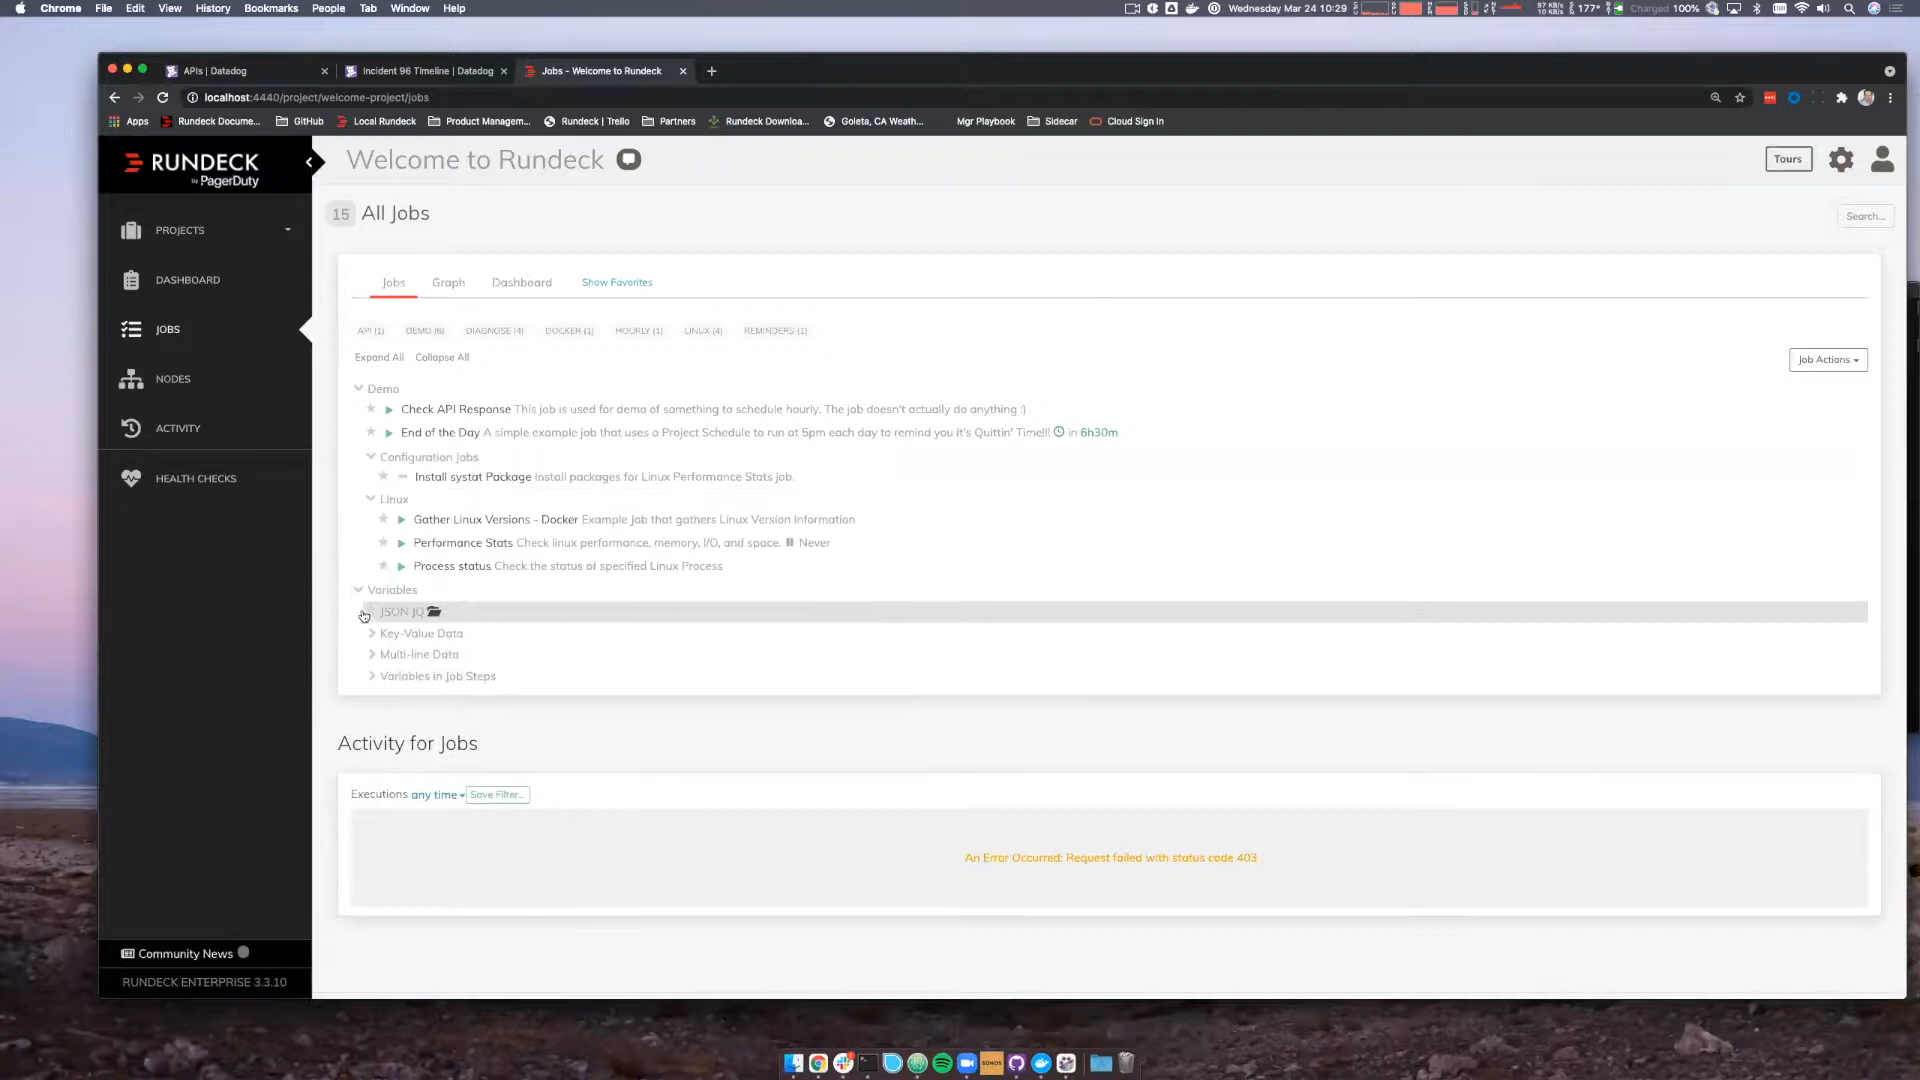 Chrome File Edit View History Bookmarks People Tab Window Help
Wednesday Mar 24 10:29
97 KB/s
10 KB/s
177°
Charged 100%
APIs | Datadog
Incident 96 Timeline | Datadog
Jobs - Welcome to Rundeck
localhost:4440/project/welcome-project/jobs
Apps
Rundeck Docume...
GitHub
Local Rundeck
Product Managem...
Rundeck | Trello
Partners
Rundeck Downloa...
Goleta, CA Weath...
Mgr Playbook
Sidecar
Cloud Sign In
RUNDECK
by PagerDuty
Welcome to Rundeck
Tours
PROJECTS
DASHBOARD
JOBS
NODES
ACTIVITY
HEALTH CHECKS
Community News
RUNDECK ENTERPRISE 3.3.10
15 All Jobs
Search...
Jobs Graph Dashboard Show Favorites
API (1) DEMO (6) DIAGNOSE (4) DOCKER (1) HOURLY (1) LINUX (4) REMINDERS (1)
Expand All Collapse All
Job Actions
Demo
Check API Response This job is used for demo of something to schedule hourly. The job doesn't actually do anything :)
End of the Day A simple example job that uses a Project Schedule to run at 5pm each day to remind you it's Quittin' Time!!! in 6h30m
Configuration Jobs
Install systat Package Install packages for Linux Performance Stats job.
Linux
Gather Linux Versions - Docker Example Job that gathers Linux Version Information
Performance Stats Check linux performance, memory, I/O, and space. Never
Process status Check the status of specified Linux Process
Variables
JSON JQ
Key-Value Data
Multi-line Data
Variables in Job Steps
Activity for Jobs
Executions any time Save Filter...
An Error Occurred: Request failed with status code 403
SONOS